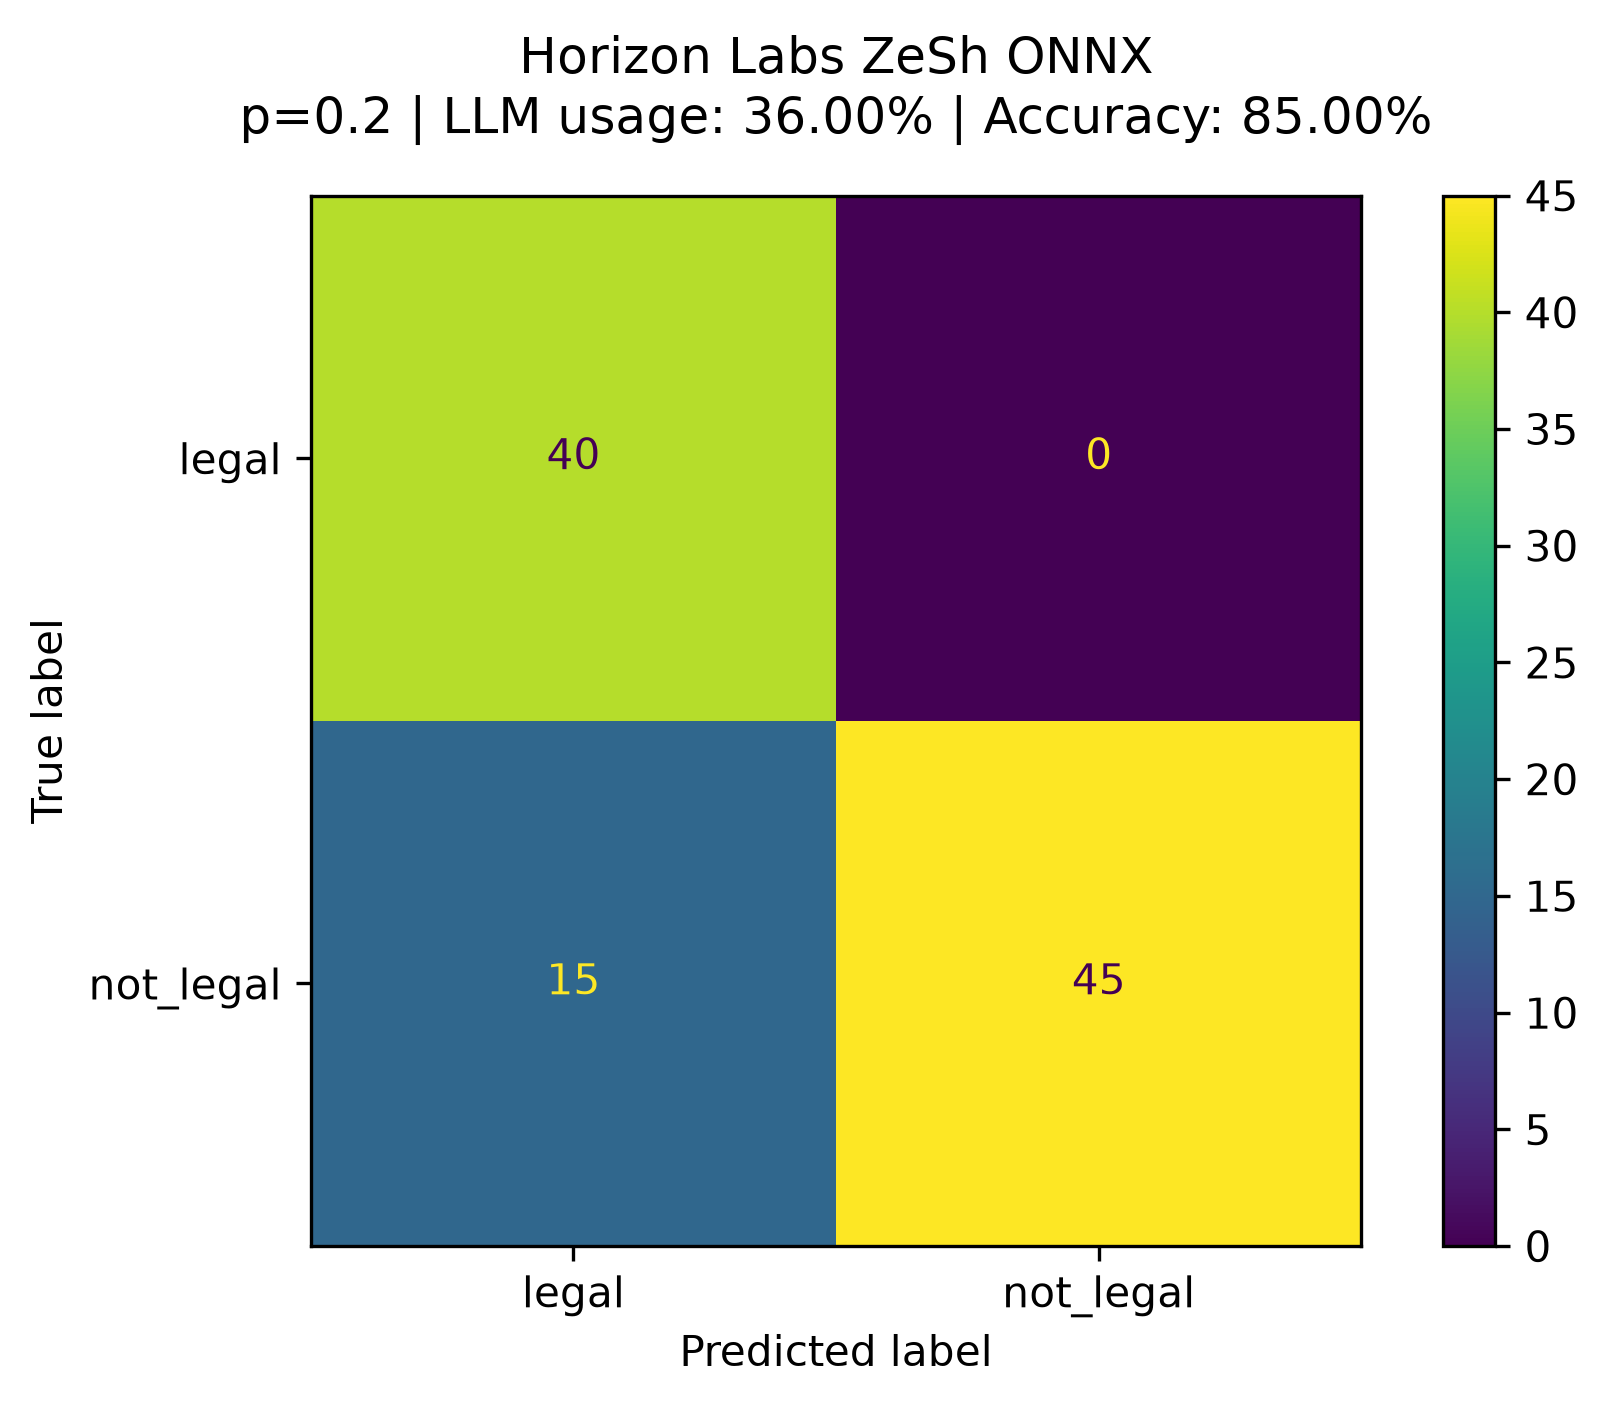 Horizon Labs ZeSh ONNX
p=0.2 | LLM usage: 36.00% | Accuracy: 85.00%
True label
legal
not_legal
40
0
15
45
legal
not_legal
Predicted label
45
40
35
30
25
20
15
10
5
0